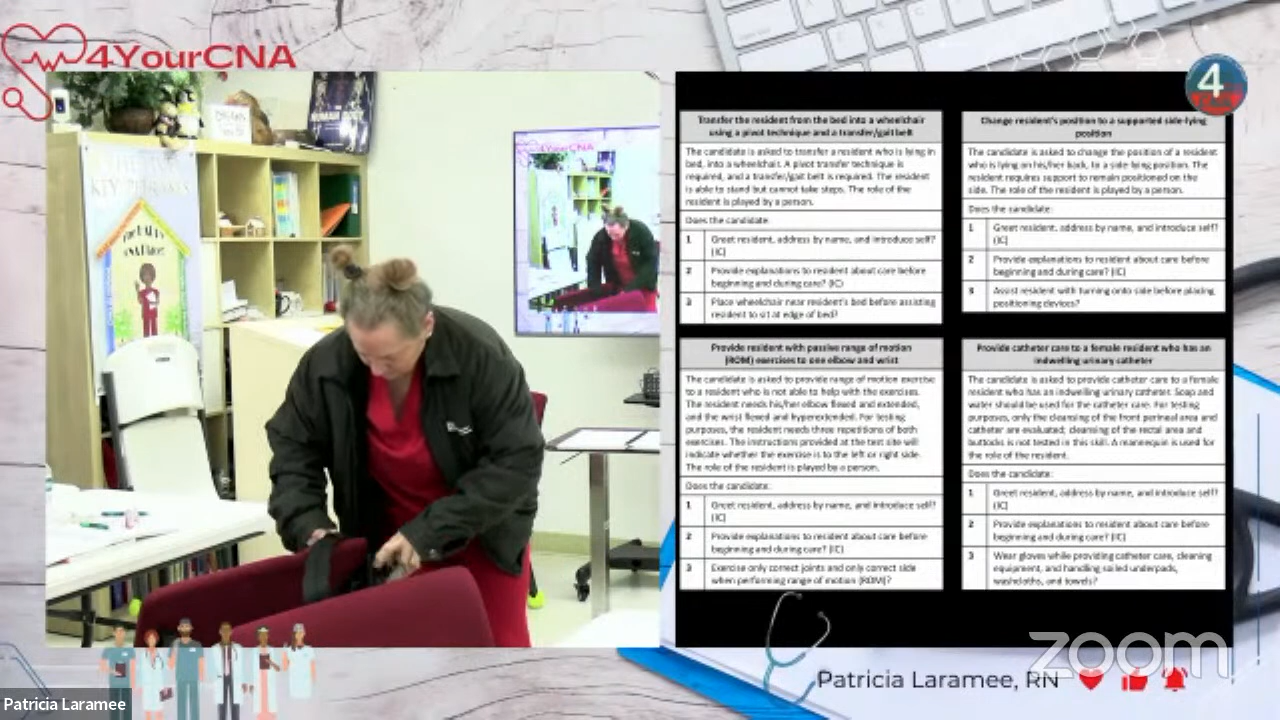 4YourCNA
4
KEY PHRASES
HUMAN BODY
4YourCNA
Transfer the resident from the bed into a wheelchair
using a pivot technique and a transfer/gait belt
The candidate is asked to transfer a resident who is lying in
bed, into a wheelchair. A pivot transfer technique is
required, and a transfer/gait belt is required. The resident
is able to stand but cannot take steps. The role of the
resident is played by a person.
Does the candidate:
1 Greet resident, address by name, and introduce self?
(IC)
2 Provide explanations to resident about care before
beginning and during care? (IC)
3 Place wheelchair near resident's bed before assisting
resident to sit at edge of bed?
Change resident's position to a supported side-lying
position
The candidate is asked to change the position of a resident
who is lying on his/her back, to a side-lying position. The
resident requires support to remain positioned on the
side. The role of the resident is played by a person.
Does the candidate:
1 Greet resident, address by name, and introduce self?
(IC)
2 Provide explanations to resident about care before
beginning and during care? (IC)
3 Assist resident with turning onto side before placing
positioning devices?
Provide resident with passive range of motion
(ROM) exercises to one elbow and wrist
The candidate is asked to provide range of motion exercise
to a resident who is not able to help with the exercises.
The resident needs his/her elbow flexed and extended,
and the wrist flexed and hyperextended. For testing
purposes, the resident needs three repetitions of both
exercises. The instructions provided at the test site will
indicate whether the exercise is to the left or right side.
The role of the resident is played by a person.
Does the candidate:
1 Greet resident, address by name, and introduce self?
(IC)
2 Provide explanations to resident about care before
beginning and during care? (IC)
3 Exercise only correct joints and only correct side
when performing range of motion (ROM)?
Provide catheter care to a female resident who has an
indwelling urinary catheter
The candidate is asked to provide catheter care to a female
resident who has an indwelling urinary catheter. Soap and
water should be used for the catheter care. For testing
purposes, only the cleansing of the front perineal area and
catheter are evaluated; cleansing of the rectal area and
buttocks is not tested in this skill. A mannequin is used for
the role of the resident.
Does the candidate:
1 Greet resident, address by name, and introduce self?
(IC)
2 Provide explanations to resident about care before
beginning and during care? (IC)
3 Wear gloves while providing catheter care, cleaning
equipment, and handling soiled underpads,
washcloths, and towels?
zoom
Patricia Laramee, RN
Patricia Laramee